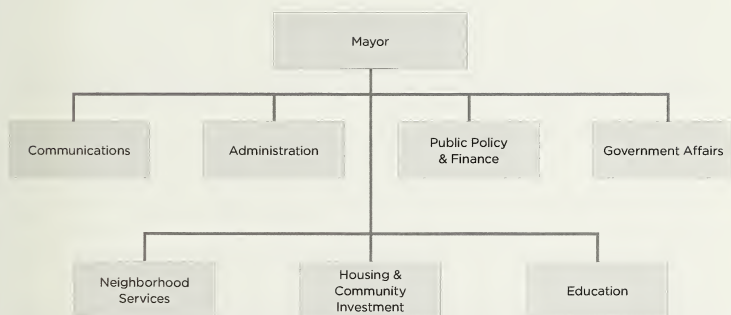 Mayor
Communications
Administration
Public Policy
& Finance
Government Affairs
Neighborhood
Services
Housing &
Community
Investment
Education